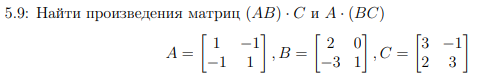 5.9: Найти произведения матриц (AB) · C и A · (BC)
A = [1 -1; -1 1], B = [2 0; -3 1], C = [3 -1; 2 3]